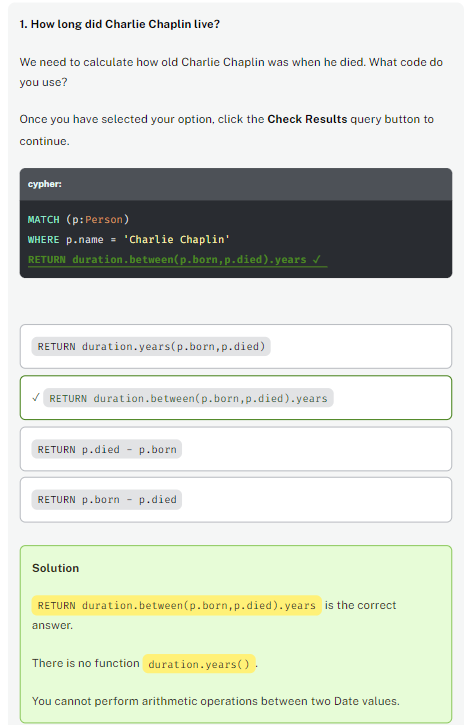 1. How long did Charlie Chaplin live?
We need to calculate how old Charlie Chaplin was when he died. What code do
you use?
Once you have selected your option, click the Check Results query button to
continue.
cypher:
MATCH (p:Person)
WHERE p.name = 'Charlie Chaplin'
RETURN duration.between(p.born,p.died).years ✓
RETURN duration.years(p.born,p.died)
✓ RETURN duration.between(p.born,p.died).years
RETURN p.died - p.born
RETURN p.born - p.died
Solution
RETURN duration.between(p.born,p.died).years is the correct
answer.
There is no function duration.years().
You cannot perform arithmetic operations between two Date values.